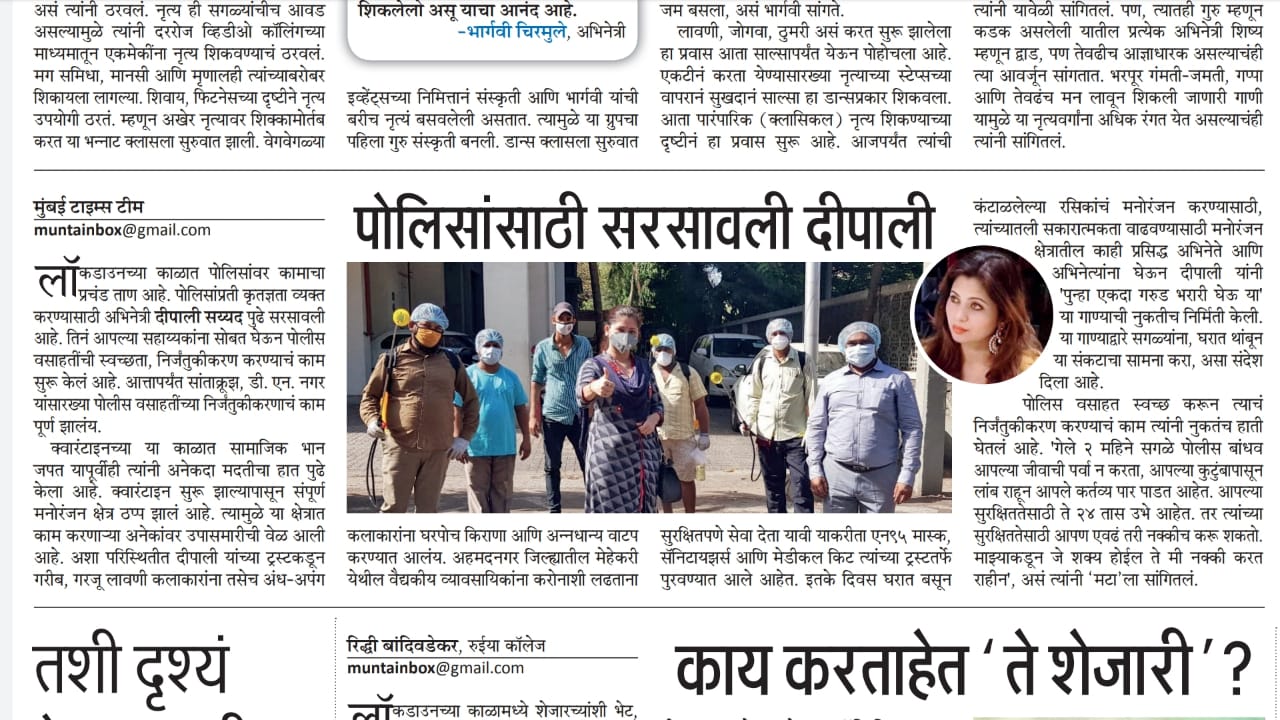 असं त्यांनी ठरवलं. नृत्य ही सगळ्यांचीच आवड
असल्यामुळे त्यांनी दररोज व्हिडीओ कॉलिंगच्या
माध्यमातून एकमेकींना नृत्य शिकवण्याचं ठरवलं.
मग समिधा, मानसी आणि मृणालही त्यांच्याबरोबर
शिकायला लागल्या. शिवाय, फिटनेसच्या दृष्टीने नृत्य
उपयोगी ठरतं. म्हणून अखेर नृत्यावर शिक्कामोर्तब
करत या भन्नाट क्लासला सुरुवात झाली. वेगवेगळ्या
शिकलेलो असू याचा आनंद आहे.
-भार्गवी चिरमुले, अभिनेत्री
इव्हेंट्सच्या निमित्तानं संस्कृती आणि भार्गवी यांची
बरीच नृत्यं बसवलेली असतात. त्यामुळे या ग्रुपचा
पहिला गुरु संस्कृती बनली. डान्स क्लासला सुरुवात
जम बसला, असं भार्गवी सांगते.
लावणी, जोगवा, ठुमरी असं करत सुरू झालेला
हा प्रवास आता साल्सापर्यंत येऊन पोहोचला आहे.
एकटीनं करता येण्यासारख्या नृत्याच्या स्टेप्सच्या
वापरानं सुखदानं साल्सा हा डान्सप्रकार शिकवला.
आता पारंपारिक (क्लासिकल) नृत्य शिकण्याच्या
दृष्टीनं हा प्रवास सुरू आहे. आजपर्यंत त्यांची
त्यांनी यावेळी सांगितलं. पण, त्यातही गुरु म्हणून
कडक असलेली यातील प्रत्येक अभिनेत्री शिष्य
म्हणून द्वाड, पण तेवढीच आज्ञाधारक असल्याचंही
त्या आवर्जून सांगतात. भरपूर गंमती-जमती, गप्पा
आणि तेवढंच मन लावून शिकली जाणारी गाणी
यामुळे या नृत्यवर्गांना अधिक रंगत येत असल्याचंही
त्यांनी सांगितलं.
पोलिसांसाठी सरसावली दीपाली
मुंबई टाइम्स टीम
muntainbox@gmail.com
लॉकडाउनच्या काळात पोलिसांवर कामाचा
प्रचंड ताण आहे. पोलिसांप्रती कृतज्ञता व्यक्त
करण्यासाठी अभिनेत्री दीपाली सय्यद पुढे सरसावली
आहे. तिनं आपल्या सहाय्यकांना सोबत घेऊन पोलीस
वसाहतींची स्वच्छता, निर्जंतुकीकरण करण्याचं काम
सुरू केलं आहे. आत्तापर्यंत सांताक्रूझ, डी. एन. नगर
यांसारख्या पोलीस वसाहतींच्या निर्जंतुकीकरणाचं काम
पूर्ण झालंय.
क्वारंटाइनच्या या काळात सामाजिक भान
जपत यापूर्वीही त्यांनी अनेकदा मदतीचा हात पुढे
केला आहे. क्वारंटाइन सुरू झाल्यापासून संपूर्ण
मनोरंजन क्षेत्र ठप्प झालं आहे. त्यामुळे या क्षेत्रात
काम करणाऱ्या अनेकांवर उपासमारीची वेळ आली
आहे. अशा परिस्थितीत दीपाली यांच्या ट्रस्टकडून
गरीब, गरजू लावणी कलाकारांना तसेच अंध-अपंग
कलाकारांना घरपोच किराणा आणि अन्नधान्य वाटप
करण्यात आलंय. अहमदनगर जिल्ह्यातील मेहेकरी
येथील वैद्यकीय व्यावसायिकांना करोनाशी लढताना
सुरक्षितपणे सेवा देता यावी याकरीता एन९५ मास्क,
सॅनिटायझर्स आणि मेडीकल किट त्यांच्या ट्रस्टतर्फे
पुरवण्यात आले आहेत. इतके दिवस घरात बसून
कंटाळलेल्या रसिकांचं मनोरंजन करण्यासाठी,
त्यांच्यातली सकारात्मकता वाढवण्यासाठी मनोरंजन
क्षेत्रातील काही प्रसिद्ध अभिनेते आणि
अभिनेत्यांना घेऊन दीपाली यांनी
'पुन्हा एकदा गरुड भरारी घेऊ या'
या गाण्याची नुकतीच निर्मिती केली.
या गाण्याद्वारे सगळ्यांना, घरात थांबून
या संकटाचा सामना करा, असा संदेश
दिला आहे.
पोलिस वसाहत स्वच्छ करून त्याचं
निर्जंतुकीकरण करण्याचं काम त्यांनी नुकतंच हाती
घेतलं आहे. 'गेले २ महिने सगळे पोलीस बांधव
आपल्या जीवाची पर्वा न करता, आपल्या कुटुंबापासून
लांब राहून आपले कर्तव्य पार पाडत आहेत. आपल्या
सुरक्षिततेसाठी ते २४ तास उभे आहेत. तर त्यांच्या
सुरक्षिततेसाठी आपण एवढं तरी नक्कीच करू शकतो.
माझ्याकडून जे शक्य होईल ते मी नक्की करत
राहीन', असं त्यांनी 'मटा'ला सांगितलं.
तशी दृश्यं
रिद्धी बांदिवडेकर, रुईया कॉलेज
muntainbox@gmail.com
लॉकडाउनच्या काळामध्ये शेजारच्यांशी भेट,
काय करताहेत ' ते शेजारी '?